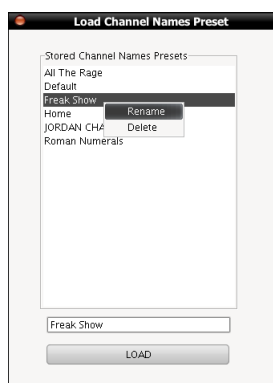 Load Channel Names Preset
Stored Channel Names Presets
All The Rage
Default
Freak Show
Home
Rename
JORDAN CHA
Delete
Roman Numerals
Freak Show
LOAD